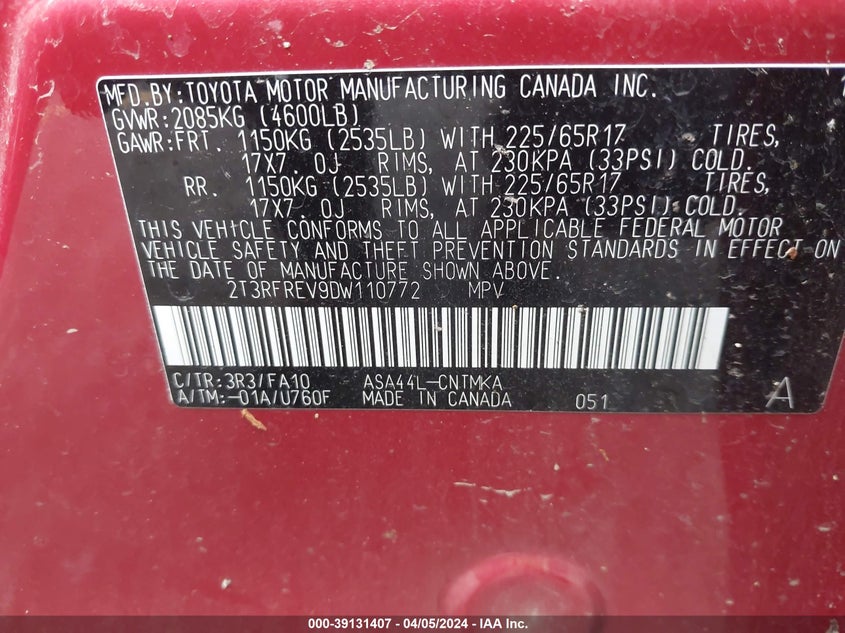 MFD.BY:TOYOTA MOTOR MANUFACTURING CANADA INC. 1
GVWR:2085KG (4600LB)
GAWR:FRT. 1150KG (2535LB) WITH 225/65R17 TIRES,
17X7.0J RIMS, AT 230KPA (33PSI) COLD.
RR. 1150KG (2535LB) WITH 225/65R17 TIRES,
17X7.0J RIMS, AT 230KPA (33PSI) COLD.
THIS VEHICLE CONFORMS TO ALL APPLICABLE FEDERAL MOTOR
VEHICLE SAFETY AND THEFT PREVENTION STANDARDS IN EFFECT ON
THE DATE OF MANUFACTURE SHOWN ABOVE.
2T3RFREV9DW110772 MPV
C/TR:3R3/FA10 ASA44L-CNTMKA
A/TM:-01A/U760F MADE IN CANADA 051 A
000-39131407 - 04/05/2024 - IAA Inc.